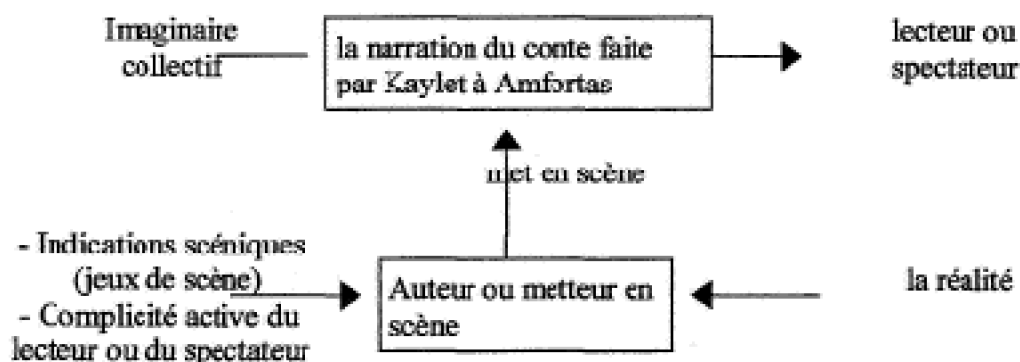 Imaginaire
collectif
la narration du conte faite
par Kaylet à Amfortas
lecteur ou
spectateur
met en scène
- Indications scéniques
(jeux de scène)
- Complicité active du
lecteur ou du spectateur
Auteur ou metteur en
scène
la réalité